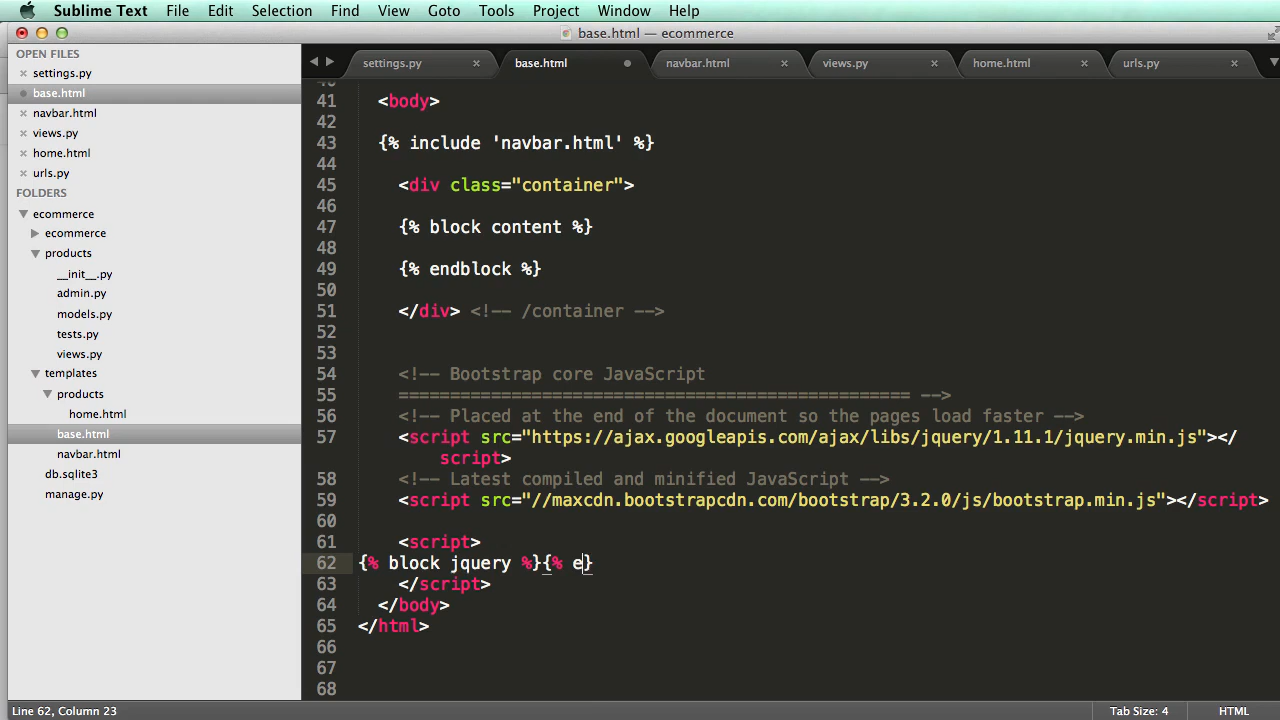 Sublime Text File Edit Selection Find View Goto Tools Project Window Help
base.html — ecommerce
OPEN FILES
settings.py
base.html
navbar.html
views.py
home.html
urls.py
FOLDERS
ecommerce
ecommerce
products
__init__.py
admin.py
models.py
tests.py
views.py
templates
products
home.html
base.html
navbar.html
db.sqlite3
manage.py
settings.py base.html navbar.html views.py home.html urls.py
41 <body>
42
43 {% include 'navbar.html' %}
44
45 <div class="container">
46
47 {% block content %}
48
49 {% endblock %}
50
51 </div> <!-- /container -->
52
53
54 <!-- Bootstrap core JavaScript
55 ================================================== -->
56 <!-- Placed at the end of the document so the pages load faster -->
57 <script src="https://ajax.googleapis.com/ajax/libs/jquery/1.11.1/jquery.min.js"></
script>
58 <!-- Latest compiled and minified JavaScript -->
59 <script src="//maxcdn.bootstrapcdn.com/bootstrap/3.2.0/js/bootstrap.min.js"></script>
60
61 <script>
62 {% block jquery %}{% e}
63 </script>
64 </body>
65 </html>
66
67
68
Line 62, Column 23 Tab Size: 4 HTML